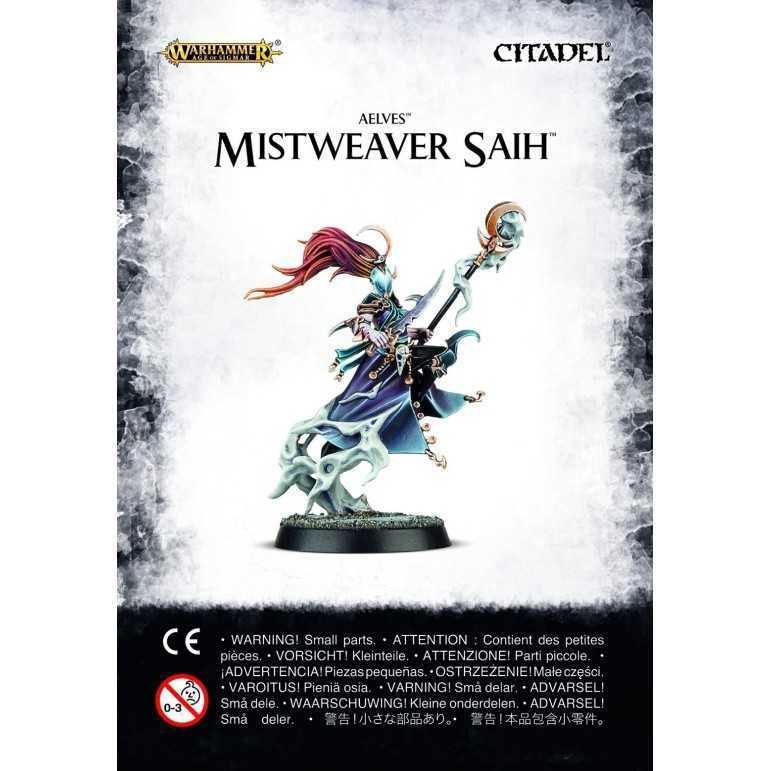 WARHAMMER®
AGE OF SIGMAR
CITADEL®
AELVES™
MISTWEAVER SAIH™
CE • WARNING! Small parts. • ATTENTION : Contient des petites
pièces. • VORSICHT! Kleinteile. • ATTENZIONE! Parti piccole. •
¡ADVERTENCIA! Piezas pequeñas. • OSTRZEŻENIE! Małe części.
• VAROITUS! Pieniä osia. • VARNING! Små delar. • ADVARSEL!
0-3
Små dele. • WAARSCHUWING! Kleine onderdelen. • ADVARSEL!
Små deler. • 警告!小さな部品あり。• 警告!本品包含小零件。